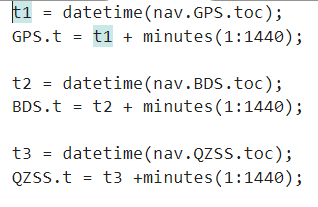 t1 = datetime(nav.GPS.toc);
GPS.t = t1 + minutes(1:1440);
t2 = datetime(nav.BDS.toc);
BDS.t = t2 + minutes(1:1440);
t3 = datetime(nav.QZSS.toc);
QZSS.t = t3 +minutes(1:1440);